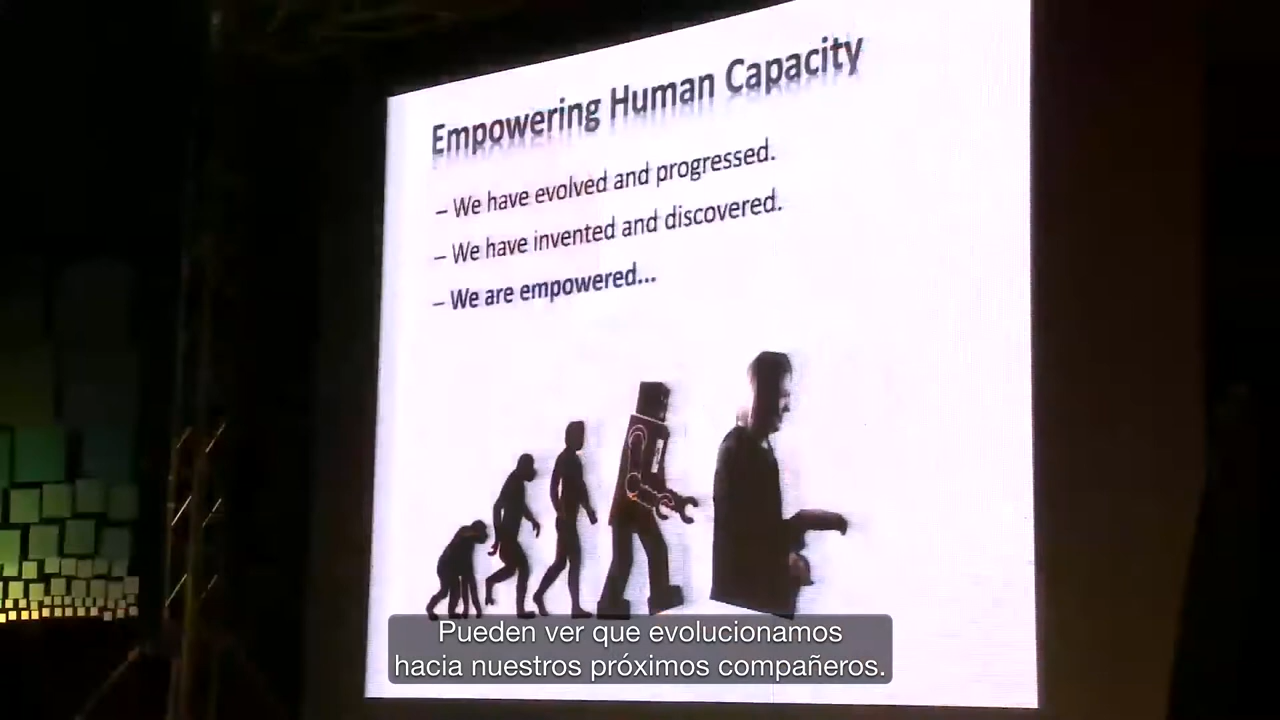 Empowering Human Capacity
– We have evolved and progressed.
– We have invented and discovered.
– We are empowered...
Pueden ver que evolucionamos
hacia nuestros próximos compañeros.